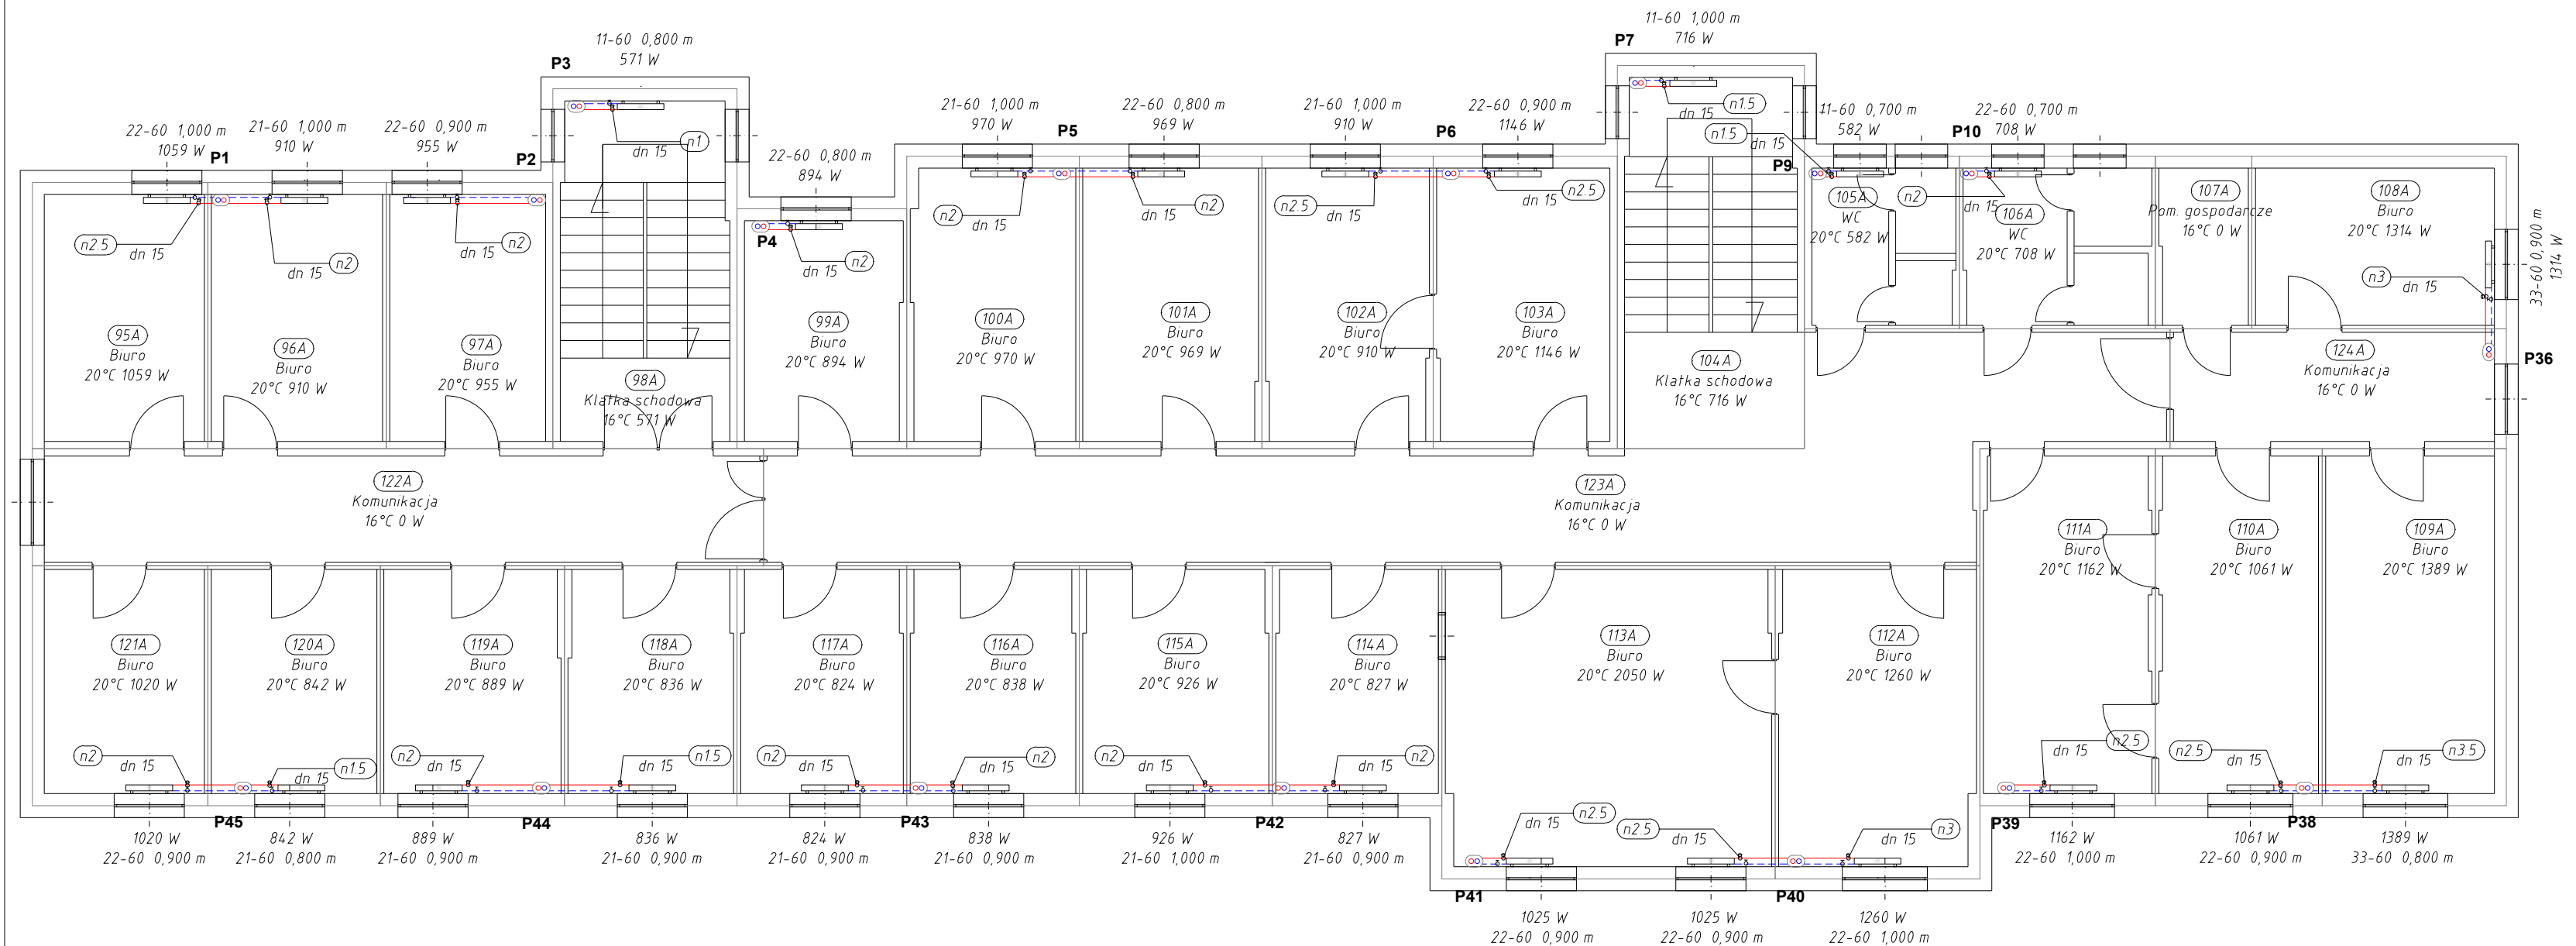 11-60 1,000 m
P7
716 W
11-60 0,800 m
P3
571 W
22-60 1,000 m
1059 W
P1
21-60 1,000 m
910 W
22-60 0,900 m
955 W
P2
n1
dn 15
22-60 0,800 m
894 W
21-60 1,000 m
970 W
P5
22-60 0,800 m
969 W
21-60 1,000 m
910 W
P6
22-60 0,900 m
1146 W
n1.5
dn 15
n1.5
dn 15
P9
11-60 0,700 m
582 W
P10
22-60 0,700 m
708 W
n2.5
dn 15
n2
dn 15
n2
dn 15
P4
n2
dn 15
n2
dn 15
n2
dn 15
n2.5
dn 15
n2.5
dn 15
n2
dn 15
n3
dn 15
33-60 0,900 m
1314 W
P36
95A
Biuro
20°C 1059 W
96A
Biuro
20°C 910 W
97A
Biuro
20°C 955 W
98A
Klatka schodowa
16°C 571 W
99A
Biuro
20°C 894 W
100A
Biuro
20°C 970 W
101A
Biuro
20°C 969 W
102A
Biuro
20°C 910 W
103A
Biuro
20°C 1146 W
104A
Klatka schodowa
16°C 716 W
105A
WC
20°C 582 W
106A
WC
20°C 708 W
107A
Pom. gospodarcze
16°C 0 W
108A
Biuro
20°C 1314 W
124A
Komunikacja
16°C 0 W
122A
Komunikacja
16°C 0 W
123A
Komunikacja
16°C 0 W
111A
Biuro
20°C 1162 W
110A
Biuro
20°C 1061 W
109A
Biuro
20°C 1389 W
121A
Biuro
20°C 1020 W
120A
Biuro
20°C 842 W
119A
Biuro
20°C 889 W
118A
Biuro
20°C 836 W
117A
Biuro
20°C 824 W
116A
Biuro
20°C 838 W
115A
Biuro
20°C 926 W
114A
Biuro
20°C 827 W
113A
Biuro
20°C 2050 W
112A
Biuro
20°C 1260 W
n2
dn 15
n1.5
dn 15
n2
dn 15
n1.5
dn 15
n2
dn 15
n2
dn 15
n2
dn 15
n2
dn 15
n2.5
dn 15
n2.5
dn 15
n3
dn 15
n2.5
dn 15
n2.5
dn 15
n3.5
dn 15
1020 W
22-60 0,900 m
P45
842 W
21-60 0,800 m
889 W
21-60 0,900 m
P44
836 W
21-60 0,900 m
824 W
21-60 0,900 m
P43
838 W
21-60 0,900 m
926 W
21-60 1,000 m
P42
827 W
21-60 0,900 m
P41
1025 W
22-60 0,900 m
1025 W
22-60 0,900 m
P40
1260 W
22-60 1,000 m
P39
1162 W
22-60 1,000 m
1061 W
22-60 0,900 m
P38
1389 W
33-60 0,800 m